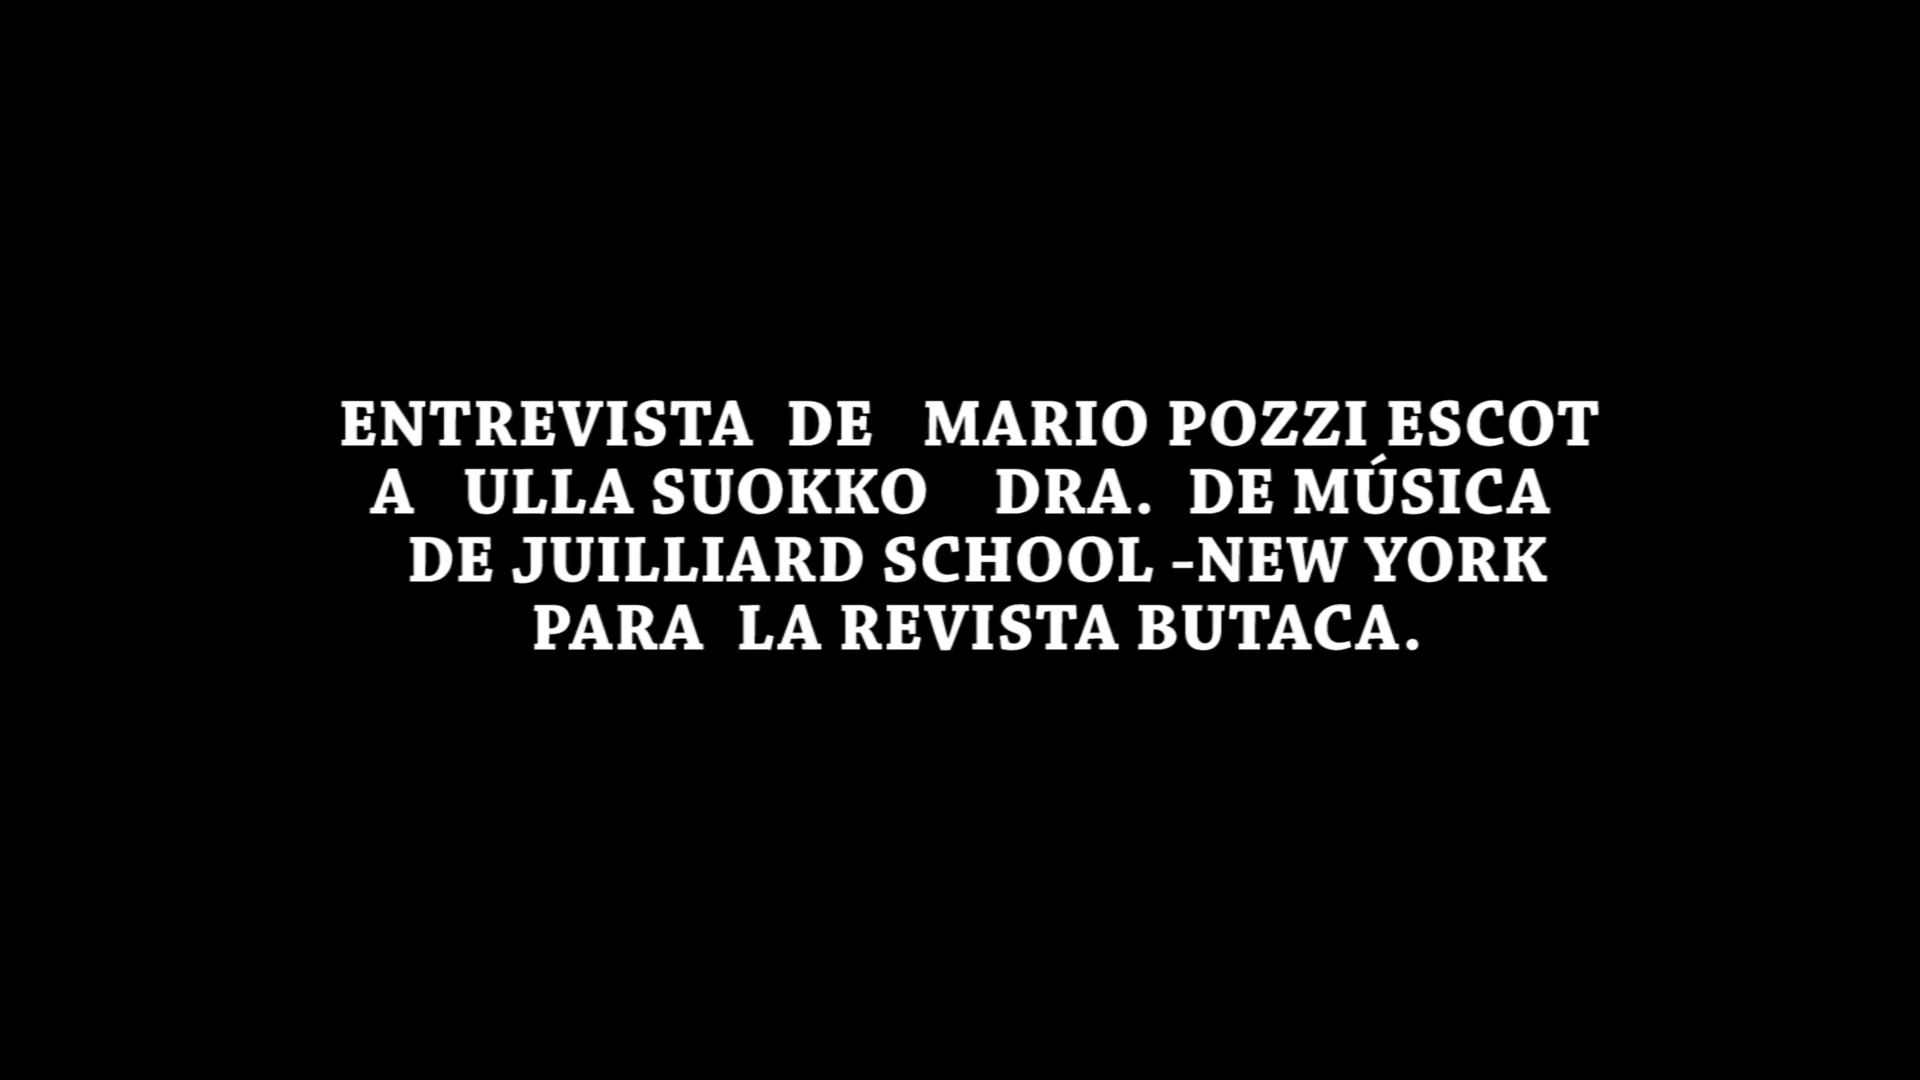 ENTREVISTA DE MARIO POZZI ESCOT
A ULLA SUOKKO DRA. DE MÚSICA
DE JUILLIARD SCHOOL -NEW YORK
PARA LA REVISTA BUTACA.